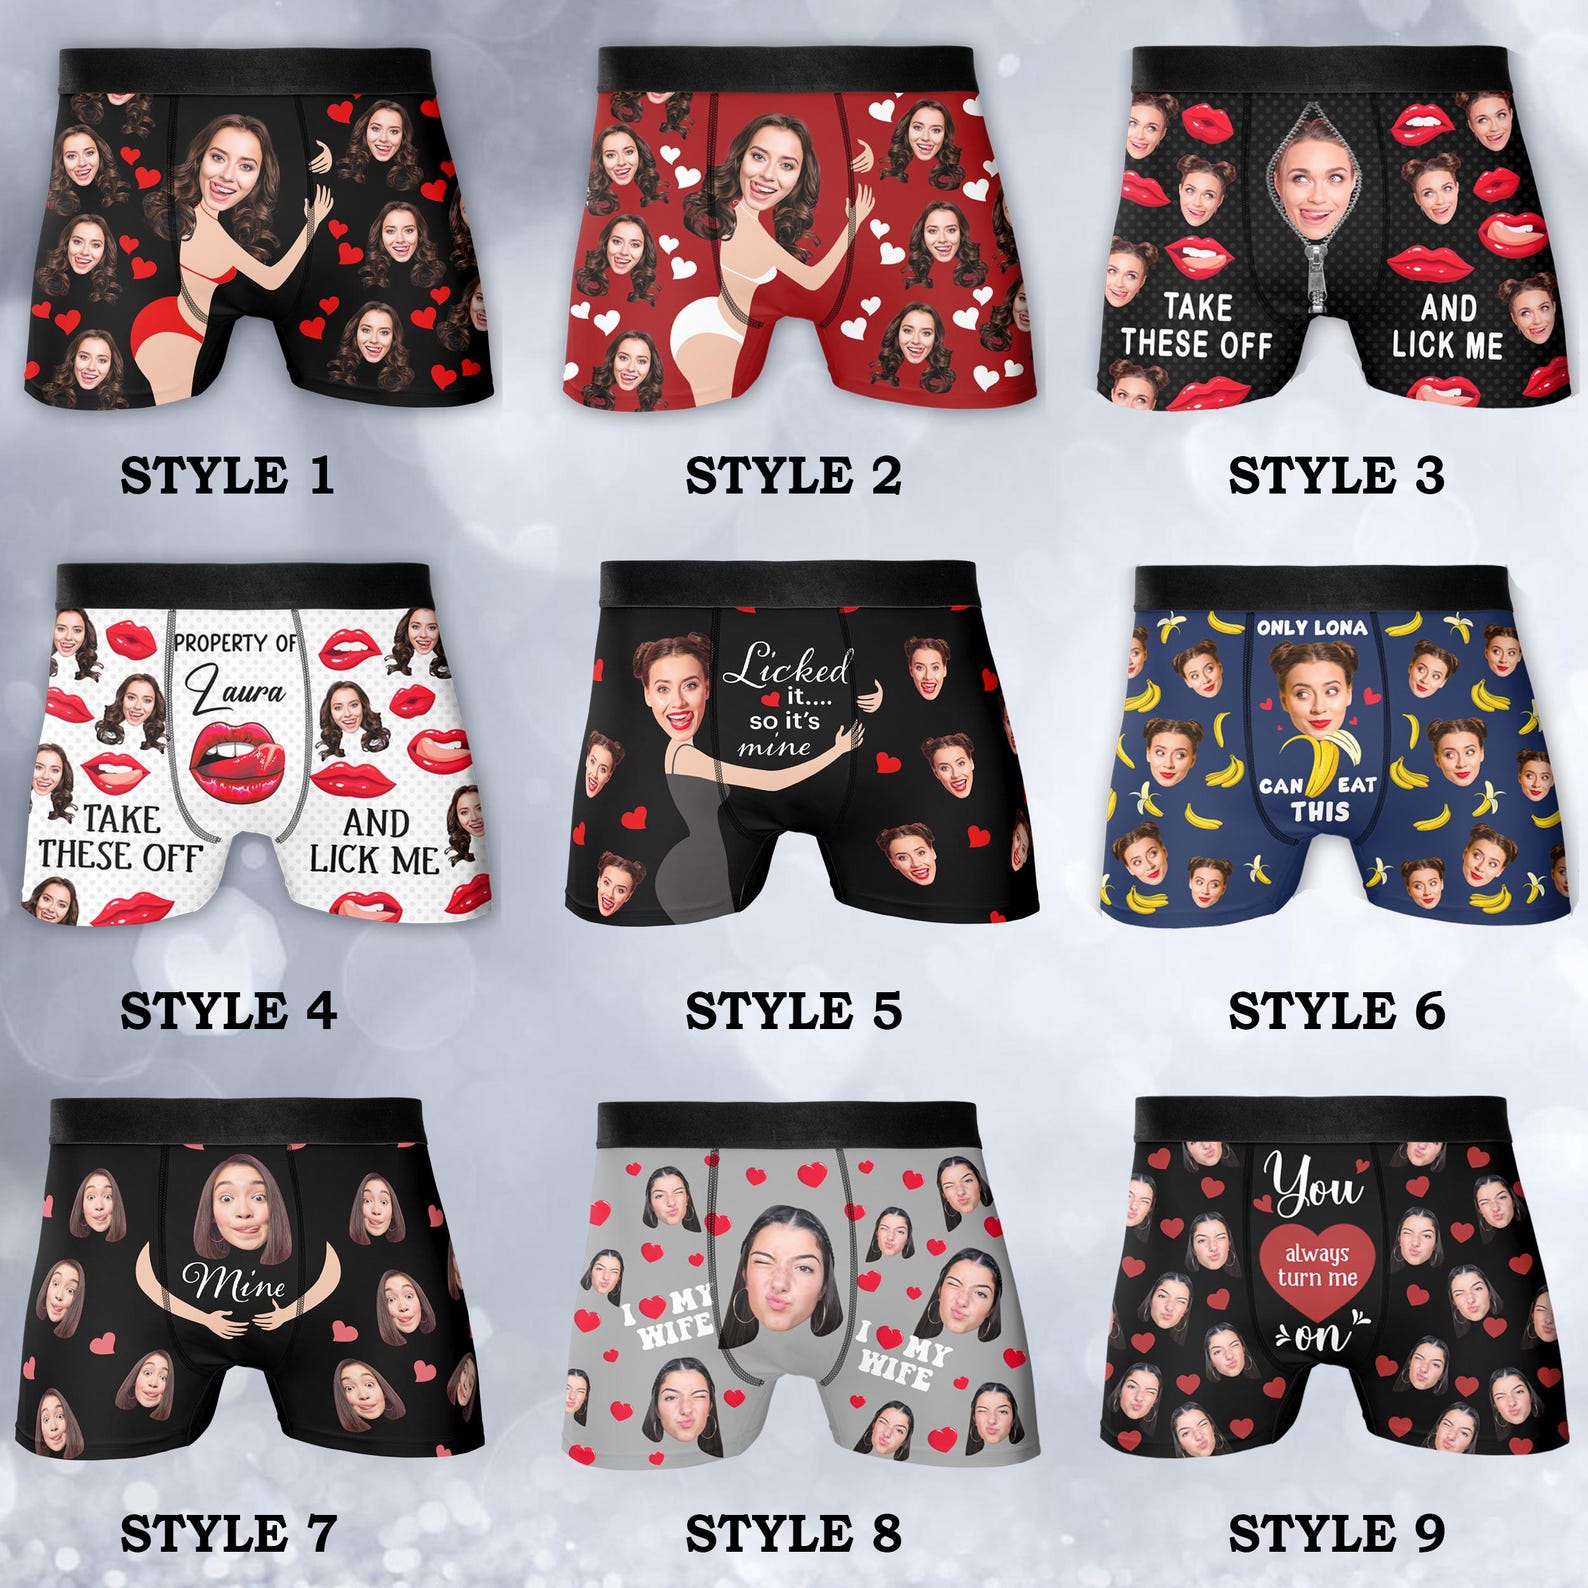 STYLE 1
STYLE 2
TAKE
THESE OFF
AND
LICK ME
STYLE 3
PROPERTY OF
Laura
TAKE
THESE OFF
AND
LICK ME
STYLE 4
Licked
it....
so it's
mine
STYLE 5
ONLY LONA
CAN EAT
THIS
STYLE 6
Mine
STYLE 7
I MY
WIFE
I MY
WIFE
STYLE 8
You
always
turn me
on
STYLE 9